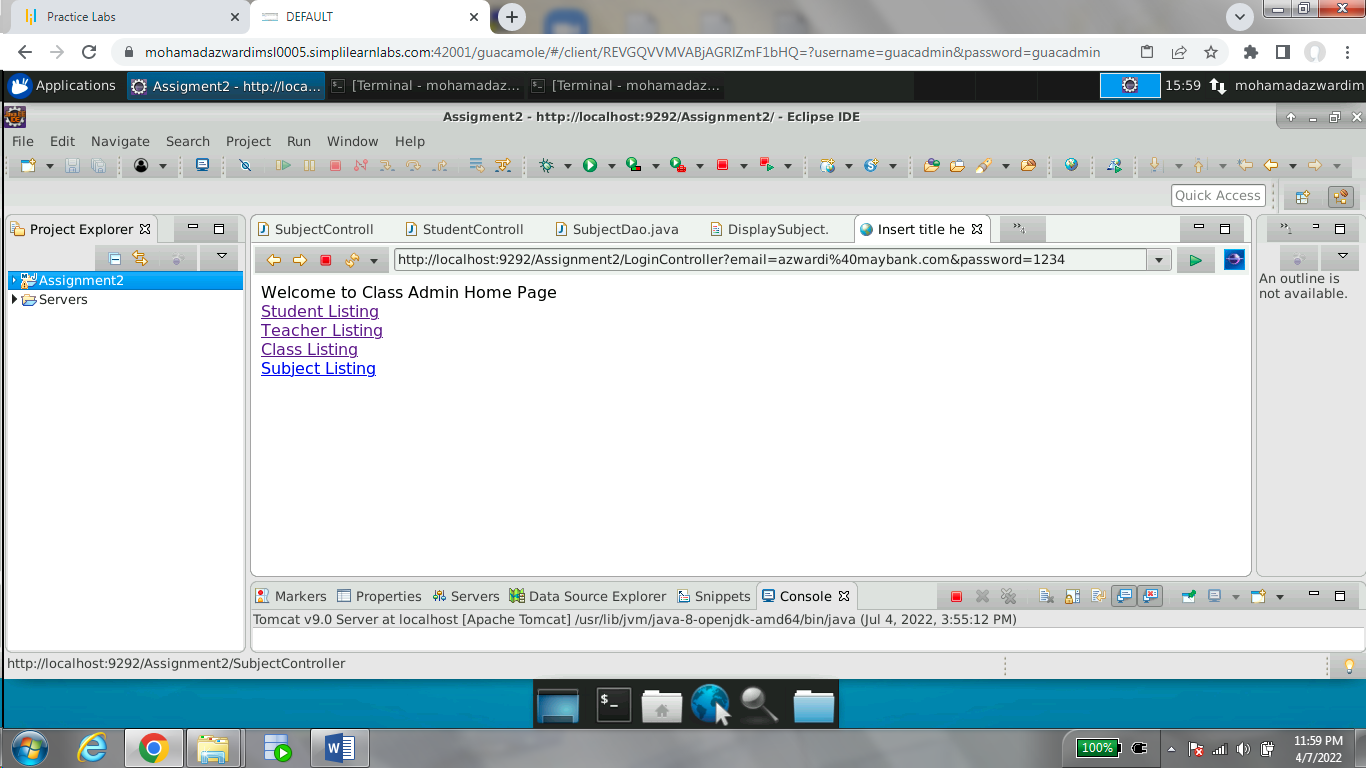 Practice Labs
DEFAULT
mohamadazwardimsl0005.simplilearnlabs.com:42001/guacamole/#/client/REVGQVVMVABjAGRlZmF1bHQ=?username=guacadmin&password=guacadmin
Applications
Assigment2 - http://loca...
[Terminal - mohamadaz...
[Terminal - mohamadaz...
15:59
mohamadazwardim
Assigment2 - http://localhost:9292/Assignment2/ - Eclipse IDE
File Edit Navigate Search Project Run Window Help
Quick Access
Project Explorer
SubjectControll
StudentControll
SubjectDao.java
DisplaySubject.
Insert title he
http://localhost:9292/Assignment2/LoginController?email=azwardi%40maybank.com&password=1234
Assignment2
Servers
Welcome to Class Admin Home Page
Student Listing
Teacher Listing
Class Listing
Subject Listing
An outline is
not available.
Markers
Properties
Servers
Data Source Explorer
Snippets
Console
Tomcat v9.0 Server at localhost [Apache Tomcat] /usr/lib/jvm/java-8-openjdk-amd64/bin/java (Jul 4, 2022, 3:55:12 PM)
http://localhost:9292/Assignment2/SubjectController
100%
11:59 PM
4/7/2022